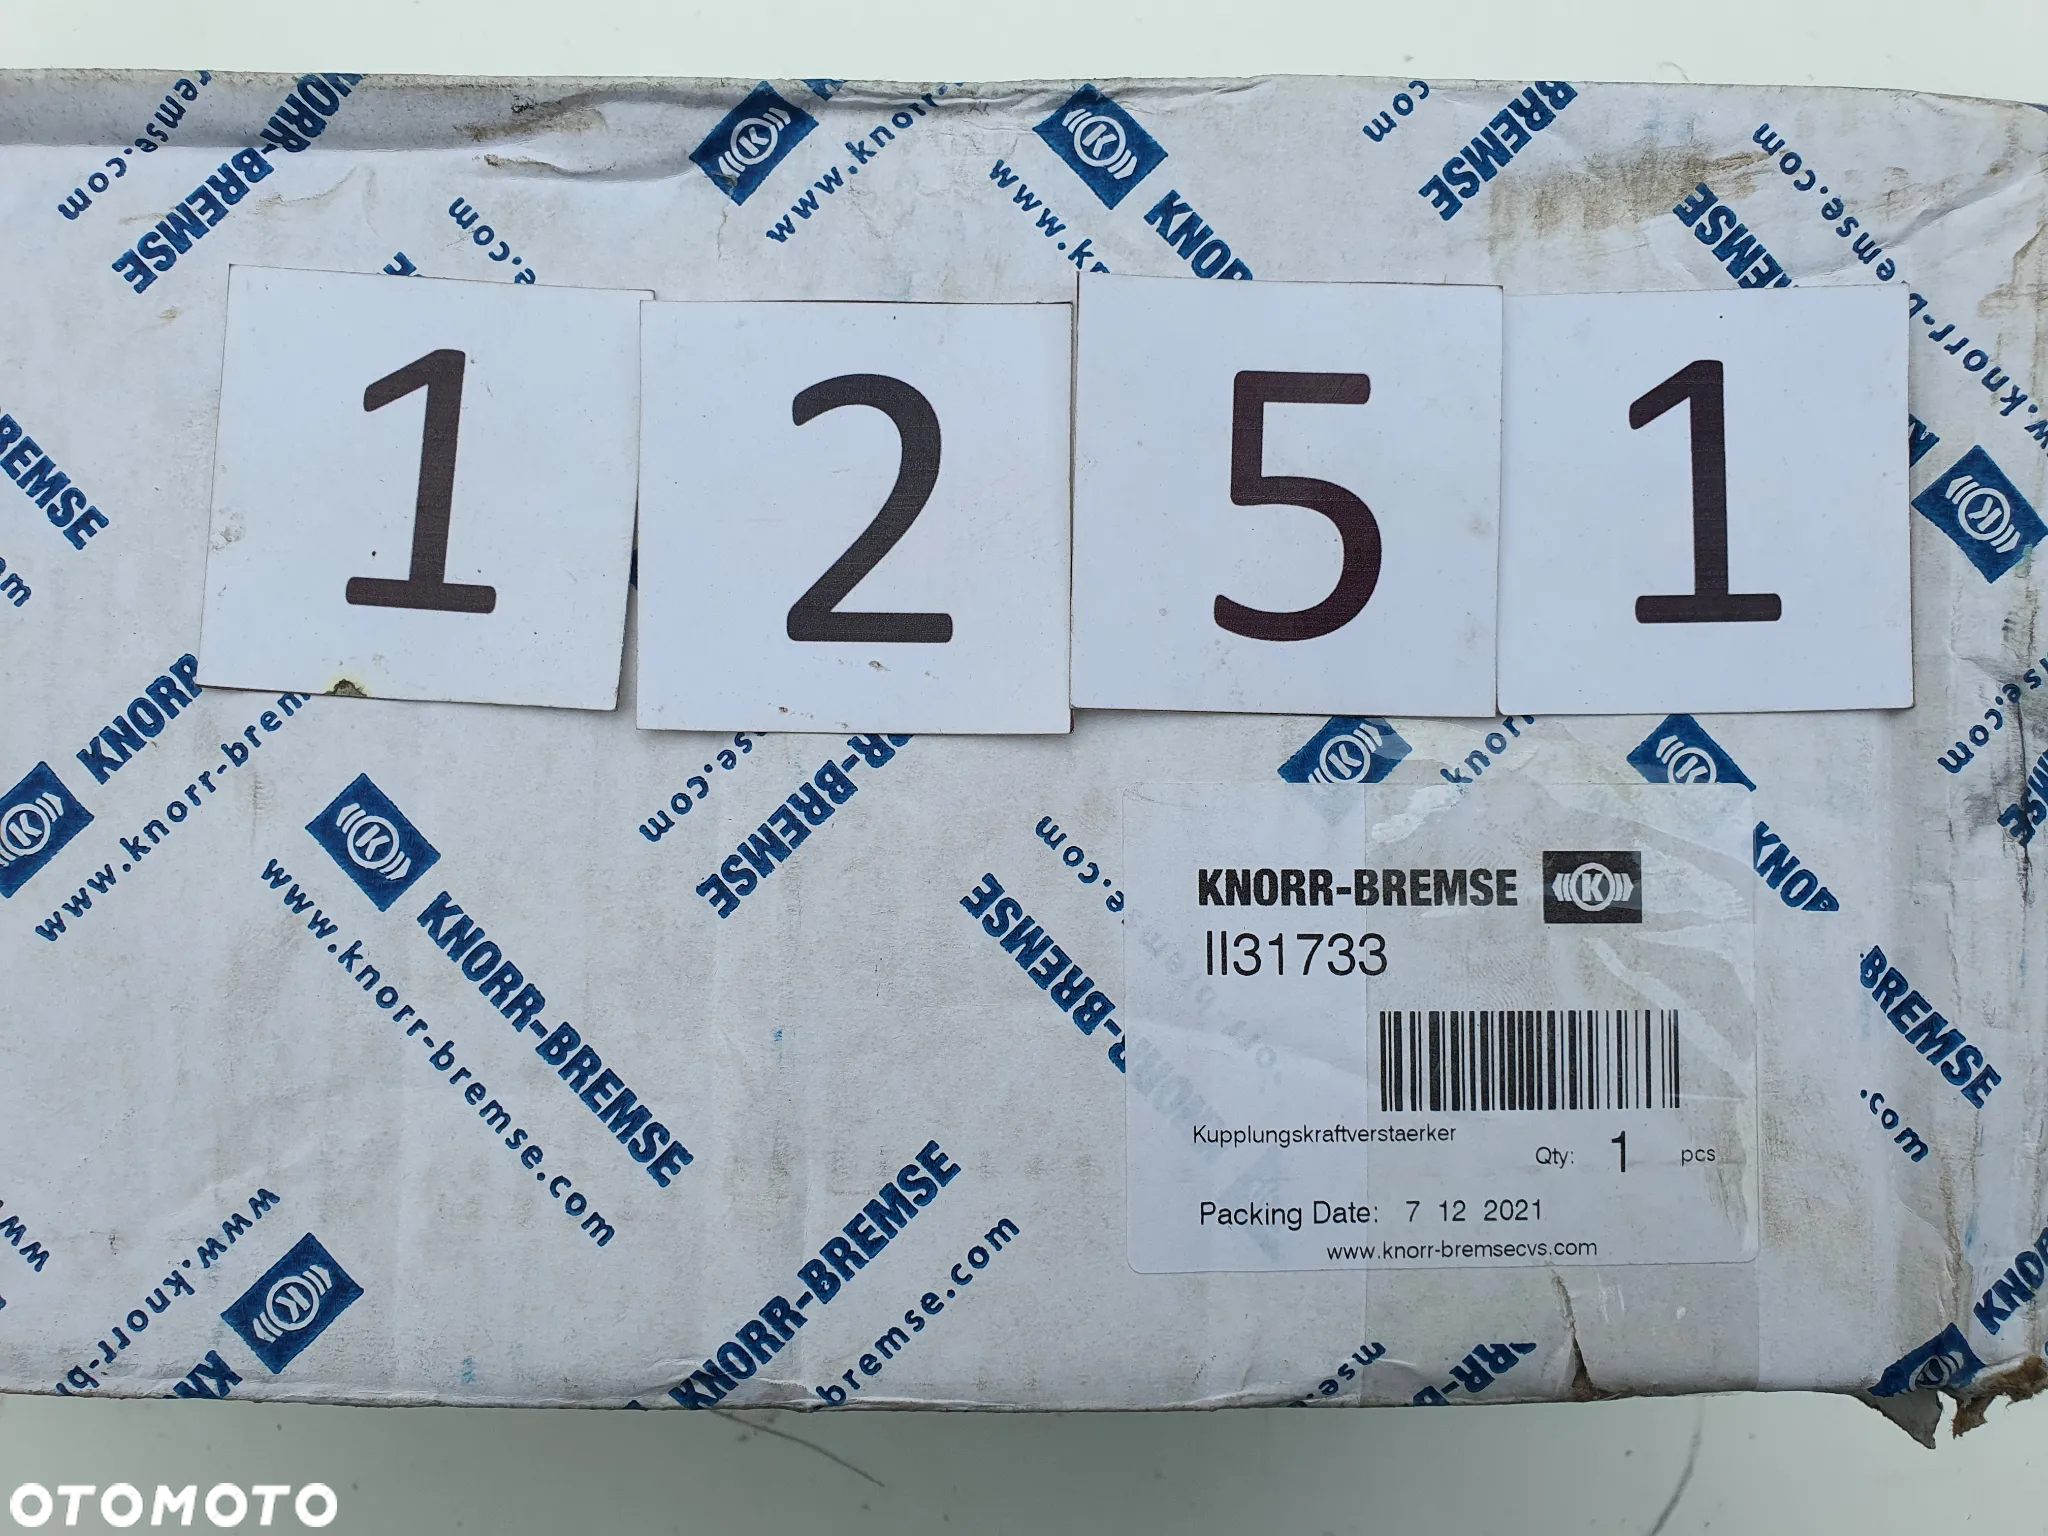 1 2 5 1
KNORR-BREMSE
www.knorr-bremse.com
KNORR-BREMSE
II31733
Kupplungskraftverstaerker
Qty: 1 pcs
Packing Date: 7 12 2021
www.knorr-bremsecvs.com
OTOMOTO